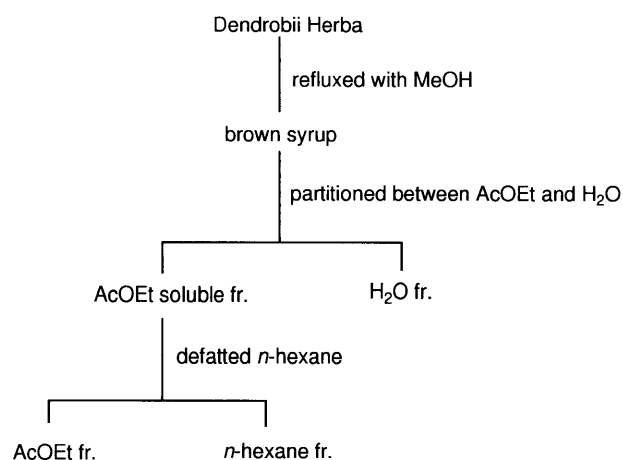 Dendrobii Herba
refluxed with MeOH
brown syrup
partitioned between AcOEt and H₂O
AcOEt soluble fr.
H₂O fr.
defatted n-hexane
AcOEt fr.
n-hexane fr.